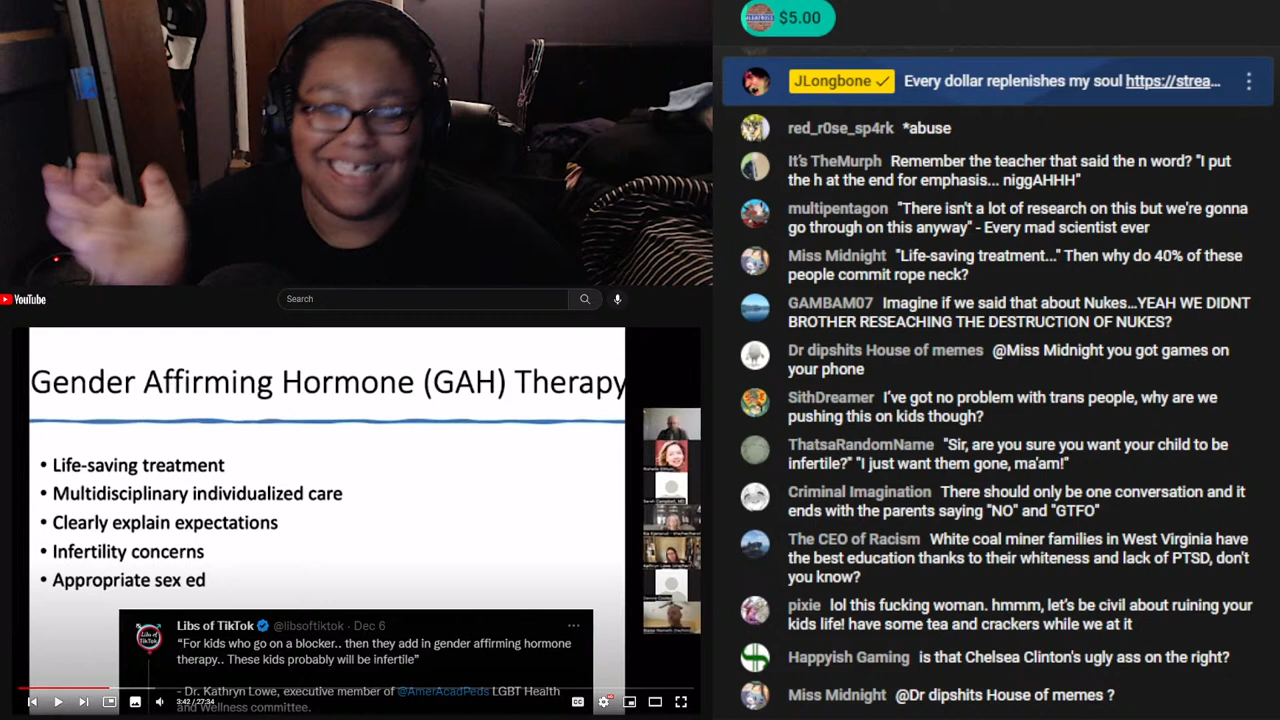 $5.00
JLongbone Every dollar replenishes my soul https://strea...
red_r0se_sp4rk *abuse
It's TheMurph Remember the teacher that said the n word? "I put
the h at the end for emphasis... niggAHHH"
multipentagon "There isn't a lot of research on this but we're gonna
go through on this anyway" - Every mad scientist ever
Miss Midnight "Life-saving treatment..." Then why do 40% of these
people commit rope neck?
GAMBAM07 Imagine if we said that about Nukes...YEAH WE DIDNT
BROTHER RESEACHING THE DESTRUCTION OF NUKES?
Dr dipshits House of memes @Miss Midnight you got games on
your phone
SithDreamer I've got no problem with trans people, why are we
pushing this on kids though?
ThatsaRandomName "Sir, are you sure you want your child to be
infertile?" "I just want them gone, ma'am!"
Criminal Imagination There should only be one conversation and it
ends with the parents saying "NO" and "GTFO"
The CEO of Racism White coal miner families in West Virginia have
the best education thanks to their whiteness and lack of PTSD, don't
you know?
pixie lol this fucking woman. hmmm, let's be civil about ruining your
kids life! have some tea and crackers while we at it
Happyish Gaming is that Chelsea Clinton's ugly ass on the right?
Miss Midnight @Dr dipshits House of memes ?
YouTube
Search
Gender Affirming Hormone (GAH) Therapy
• Life-saving treatment
• Multidisciplinary individualized care
• Clearly explain expectations
• Infertility concerns
• Appropriate sex ed
Libs of TikTok @libsoftiktok · Dec 6
"For kids who go on a blocker.. then they add in gender affirming hormone
therapy.. These kids probably will be infertile"
- Dr. Kathryn Lowe, executive member of @AmerAcadPeds LGBT Health
and Wellness committee.
3:42 / 27:34